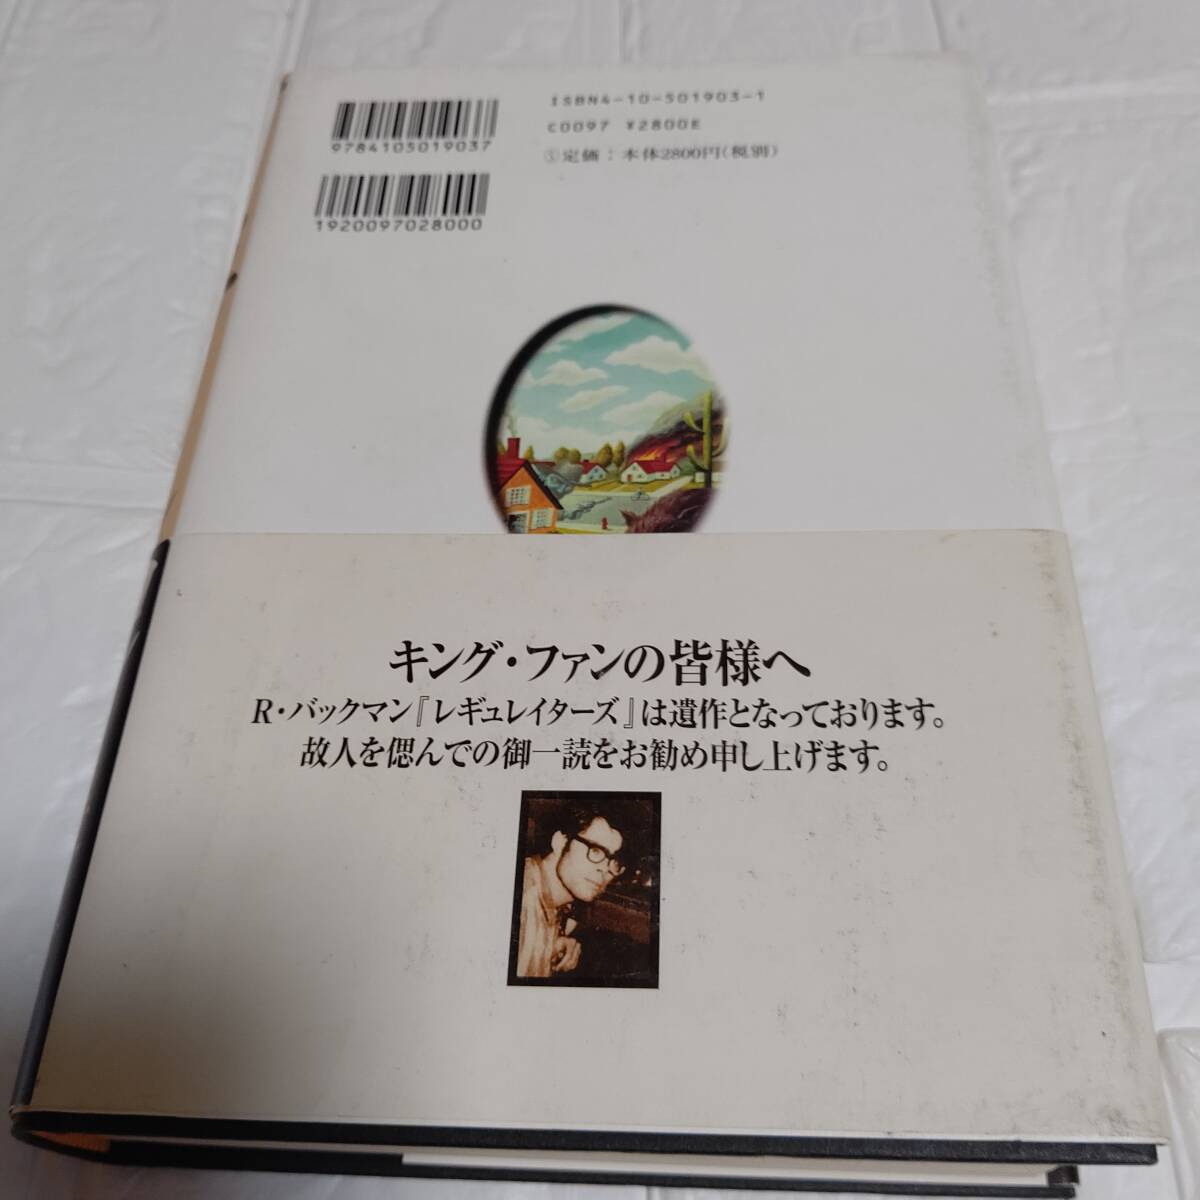 ISBN4-10-501903-1
C0097 ¥2800E
①定価：本体2800円（税別）
9784105019037
1920097028000
キング・ファンの皆様へ
R・バックマン『レギュレイターズ』は遺作となっております。
故人を偲んでの御一読をお勧め申し上げます。